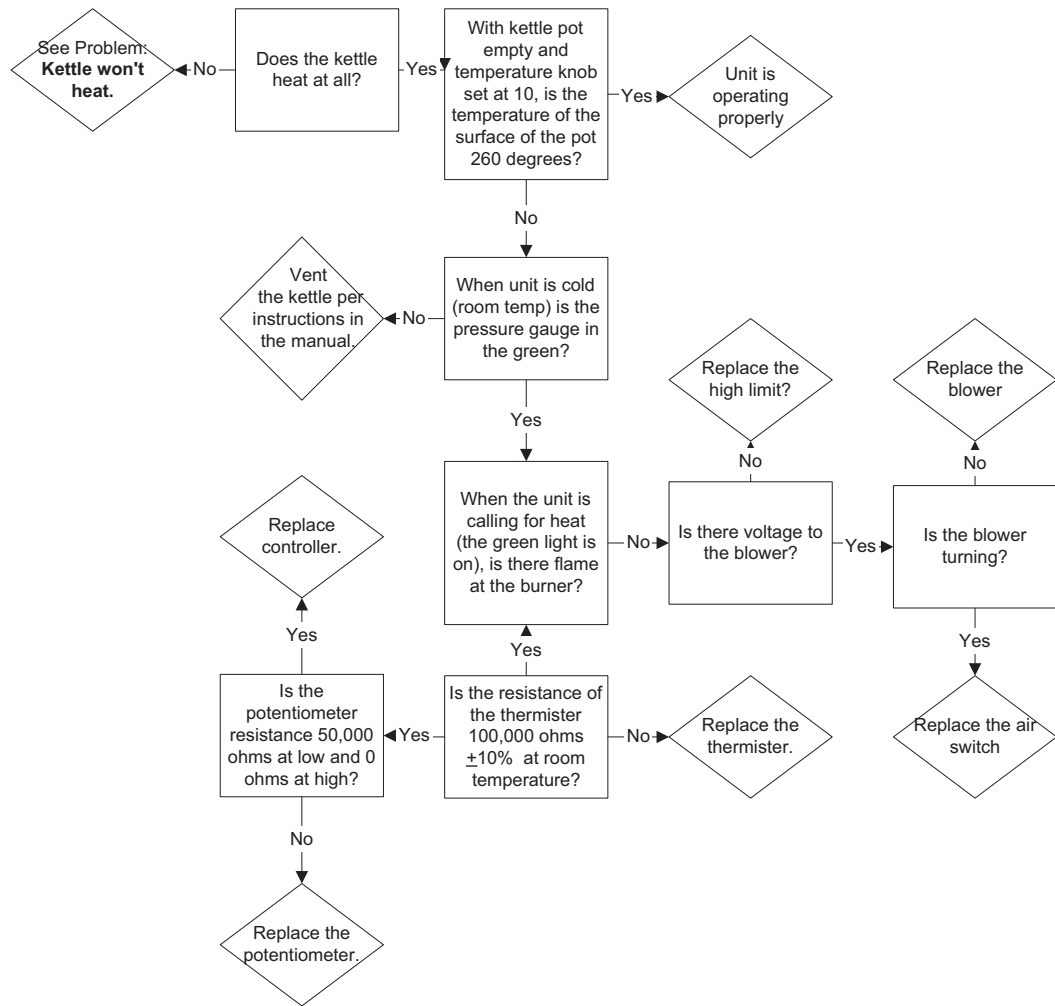 See Problem:
Kettle won't
heat.
No
Does the kettle
heat at all?
Yes
With kettle pot
empty and
temperature knob
set at 10, is the
temperature of the
surface of the pot
260 degrees?
Yes
Unit is
operating
properly
No
Vent
the kettle per
instructions in
the manual.
No
When unit is cold
(room temp) is the
pressure gauge in
the green?
Yes
Replace the
high limit?
Replace the
blower
No
No
Replace
controller.
When the unit is
calling for heat
(the green light is
on), is there flame
at the burner?
No
Is there voltage to
the blower?
Yes
Is the blower
turning?
Yes
Yes
Yes
Is the
potentiometer
resistance 50,000
ohms at low and 0
ohms at high?
Yes
Is the resistance of
the thermister
100,000 ohms
±10% at room
temperature?
No
Replace the
thermister.
Replace the air
switch
No
Replace the
potentiometer.